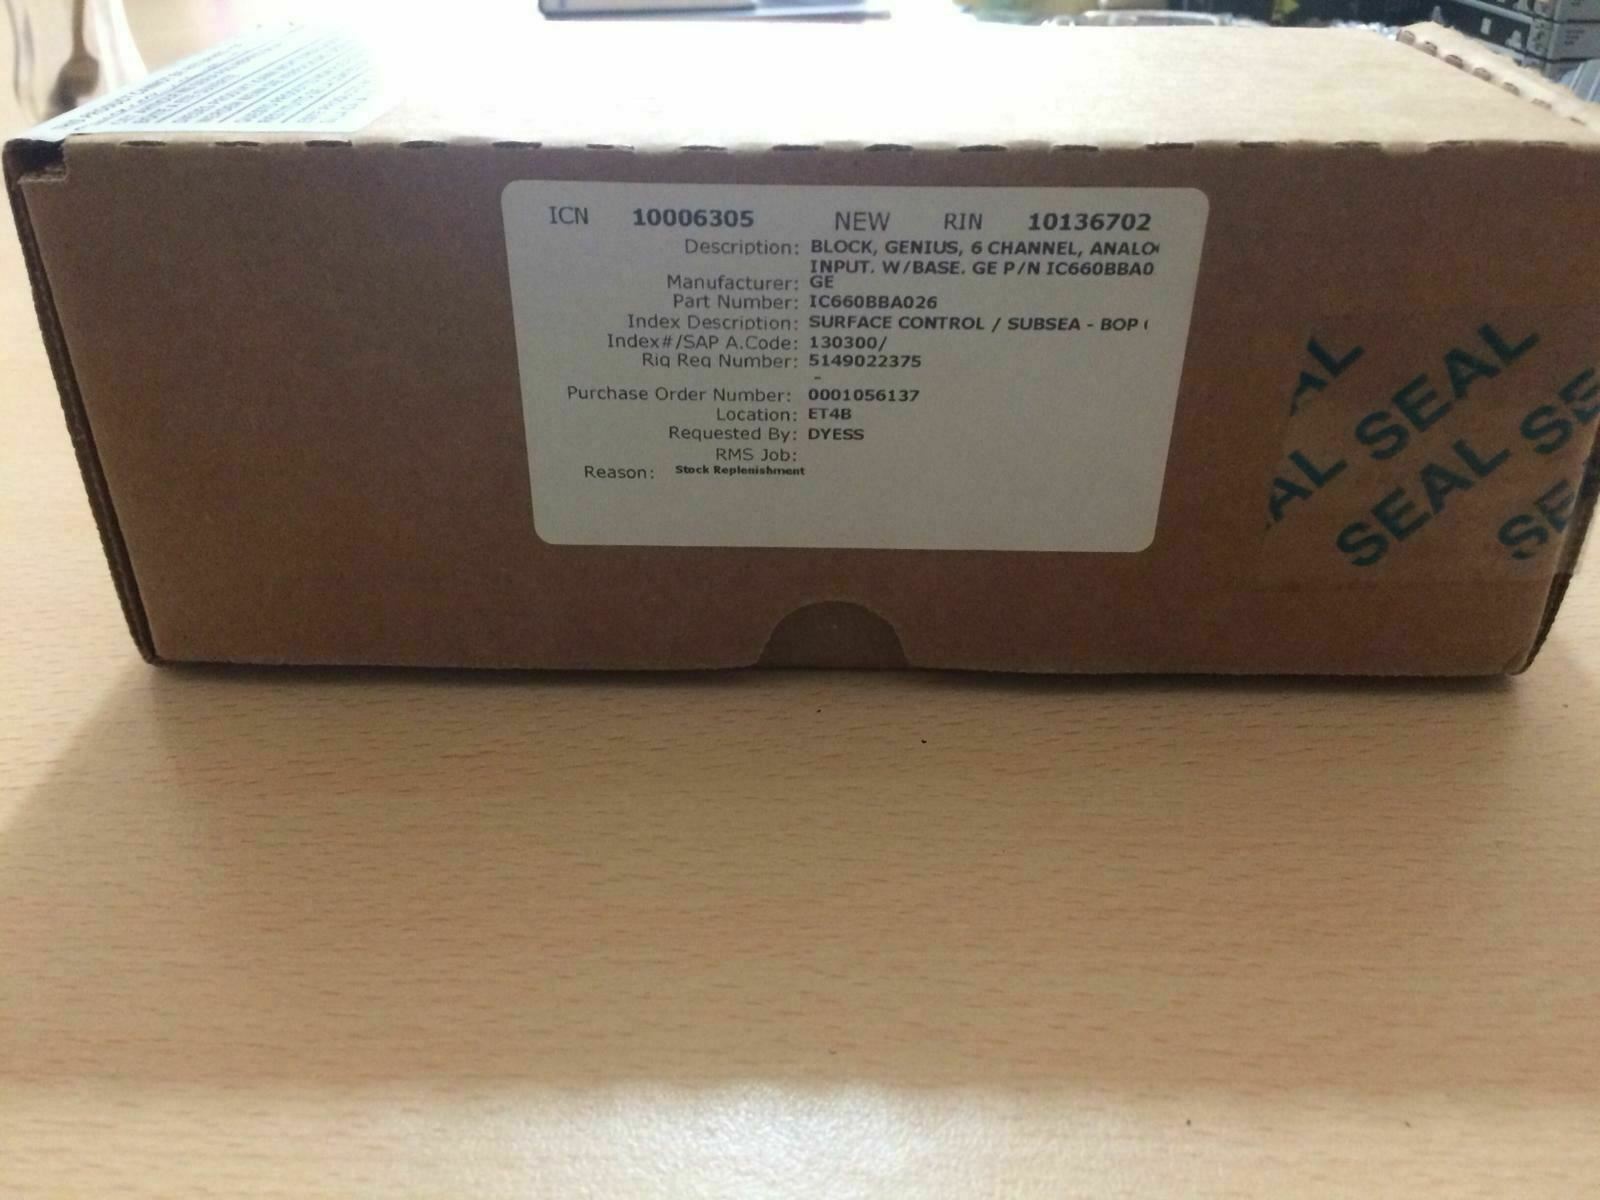 ICN 10006305 NEW RIN 10136702
Description: BLOCK, GENIUS, 6 CHANNEL, ANALO
INPUT. W/BASE. GE P/N IC660BBA0
Manufacturer: GE
Part Number: IC660BBA026
Index Description: SURFACE CONTROL / SUBSEA - BOP (
Index#/SAP A.Code: 130300/
Rig Req Number: 5149022375
-
Purchase Order Number: 0001056137
Location: ET4B
Requested By: DYESS
RMS Job:
Reason: Stock Replenishment
SEAL
SEAL